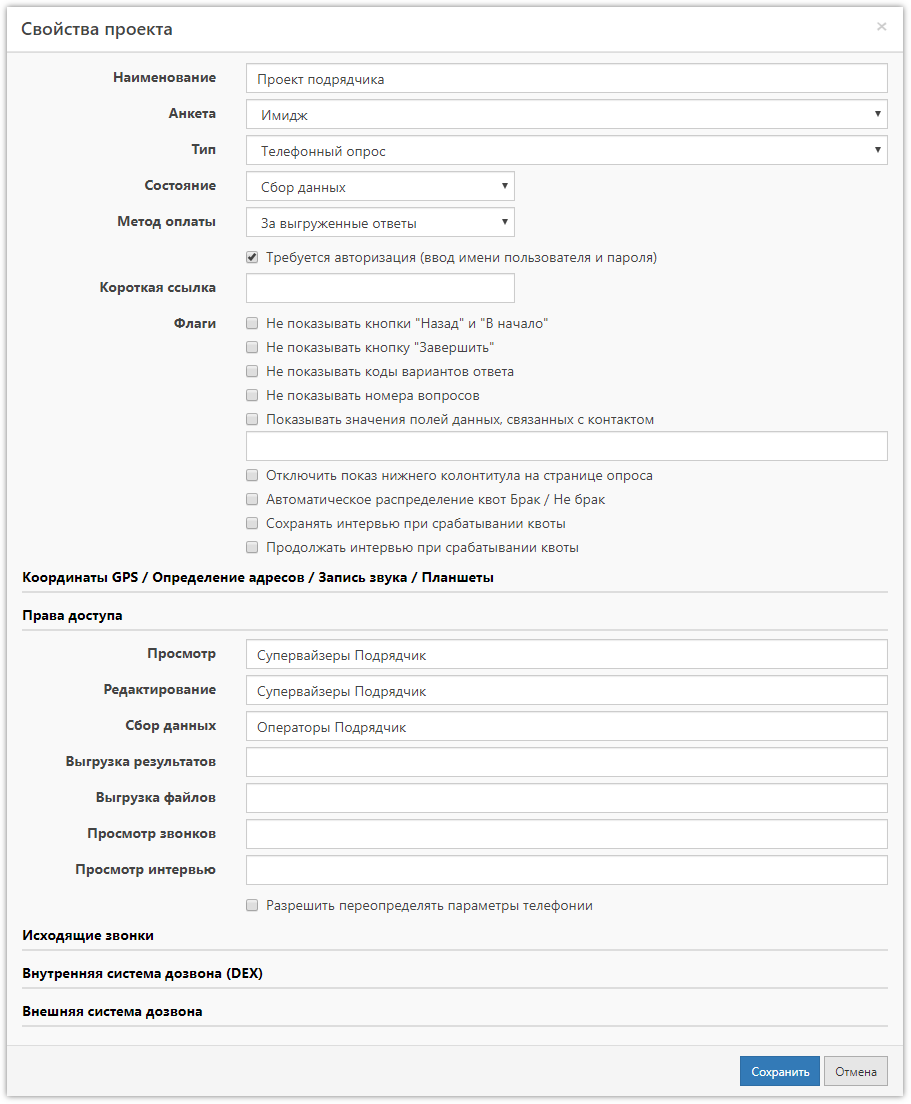 Свойства проекта ×
Наименование Проект подрядчика
Анкета Имидж
Тип Телефонный опрос
Состояние Сбор данных
Метод оплаты За выгруженные ответы
Требуется авторизация (ввод имени пользователя и пароля)
Короткая ссылка
Флаги Не показывать кнопки "Назад" и "В начало"
Не показывать кнопку "Завершить"
Не показывать коды вариантов ответа
Не показывать номера вопросов
Показывать значения полей данных, связанных с контактом
Отключить показ нижнего колонтитула на странице опроса
Автоматическое распределение квот Брак / Не брак
Сохранять интервью при срабатывании квоты
Продолжать интервью при срабатывании квоты
Координаты GPS / Определение адресов / Запись звука / Планшеты
Права доступа
Просмотр Супервайзеры Подрядчик
Редактирование Супервайзеры Подрядчик
Сбор данных Операторы Подрядчик
Выгрузка результатов
Выгрузка файлов
Просмотр звонков
Просмотр интервью
Разрешить переопределять параметры телефонии
Исходящие звонки
Внутренняя система дозвона (DEX)
Внешняя система дозвона
Сохранить Отмена